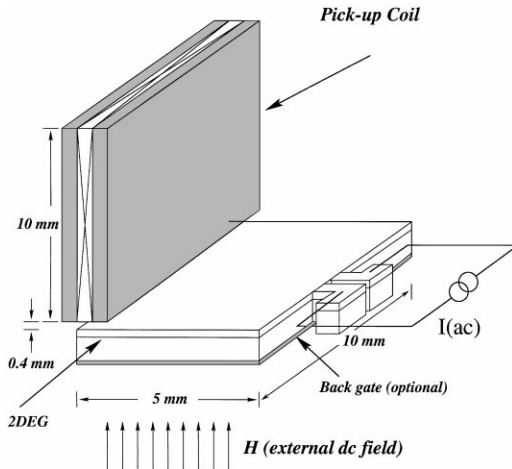 Pick-up Coil
10 mm
I(ac)
0.4 mm
10 mm
Back gate (optional)
5 mm
2DEG
H (external dc field)